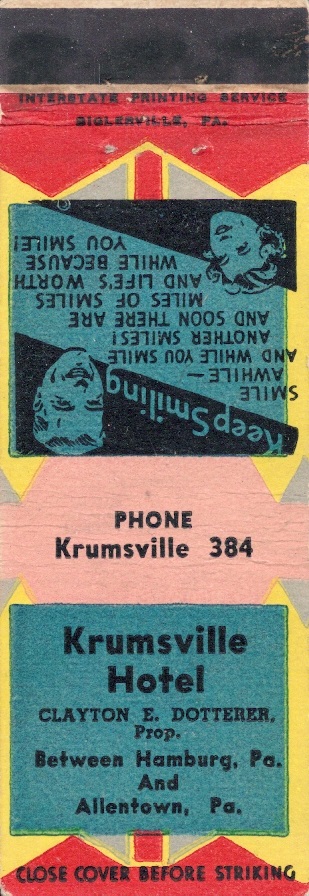 INTERSTATE PRINTING SERVICE
BIGLERVILLE, PA.
Keep Smiling
SMILE
AWHILE —
AND WHILE YOU SMILE
ANOTHER SMILES!
AND SOON THERE ARE
MILES OF SMILES
AND LIFE'S WORTH
WHILE BECAUSE
YOU SMILE!
PHONE
Krumsville 384
Krumsville
Hotel
CLAYTON E. DOTTERER,
Prop.
Between Hamburg, Pa.
And
Allentown, Pa.
CLOSE COVER BEFORE STRIKING